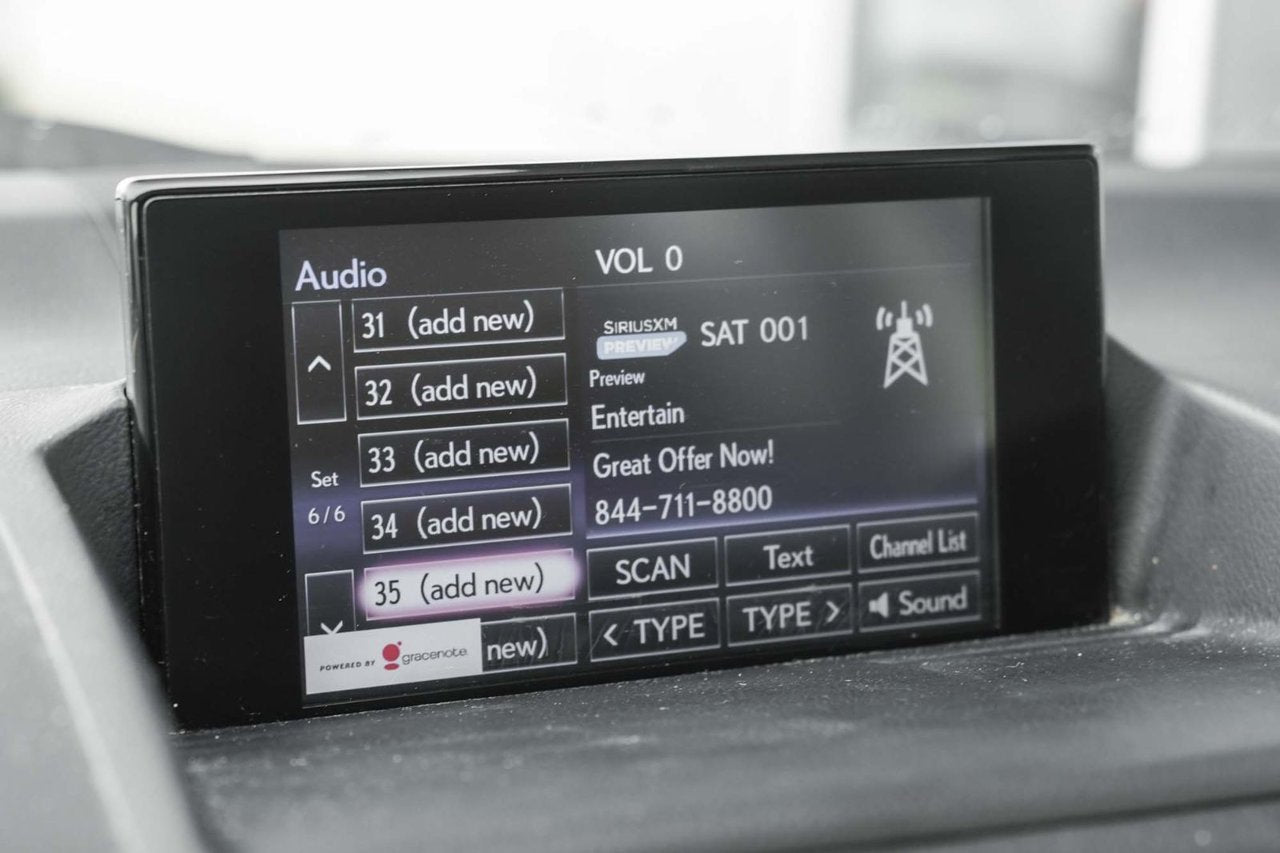 Audio
VOL 0
31 (add new)
32 (add new)
33 (add new)
34 (add new)
35 (add new)
new)
Set
6/6
SIRIUSXM
PREVIEW
SAT 001
Preview
Entertain
Great Offer Now!
844-711-8800
SCAN
Text
Channel List
< TYPE
TYPE >
Sound
POWERED BY gracenote.